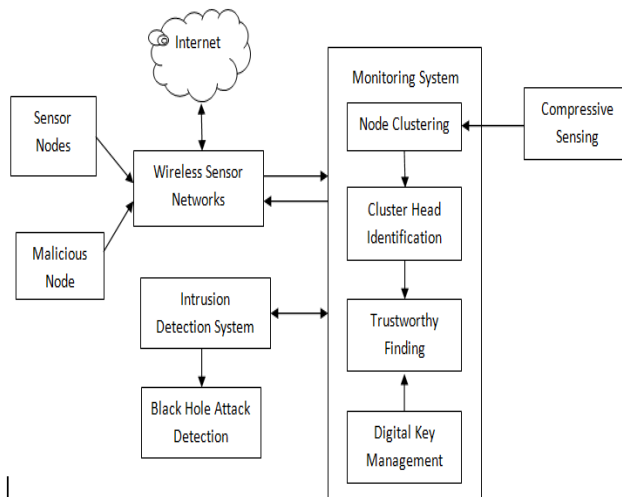 Internet
Monitoring System
Sensor
Nodes
Node Clustering
Compressive
Sensing
Wireless Sensor
Networks
Cluster Head
Identification
Malicious
Node
Intrusion
Detection System
Trustworthy
Finding
Black Hole Attack
Detection
Digital Key
Management